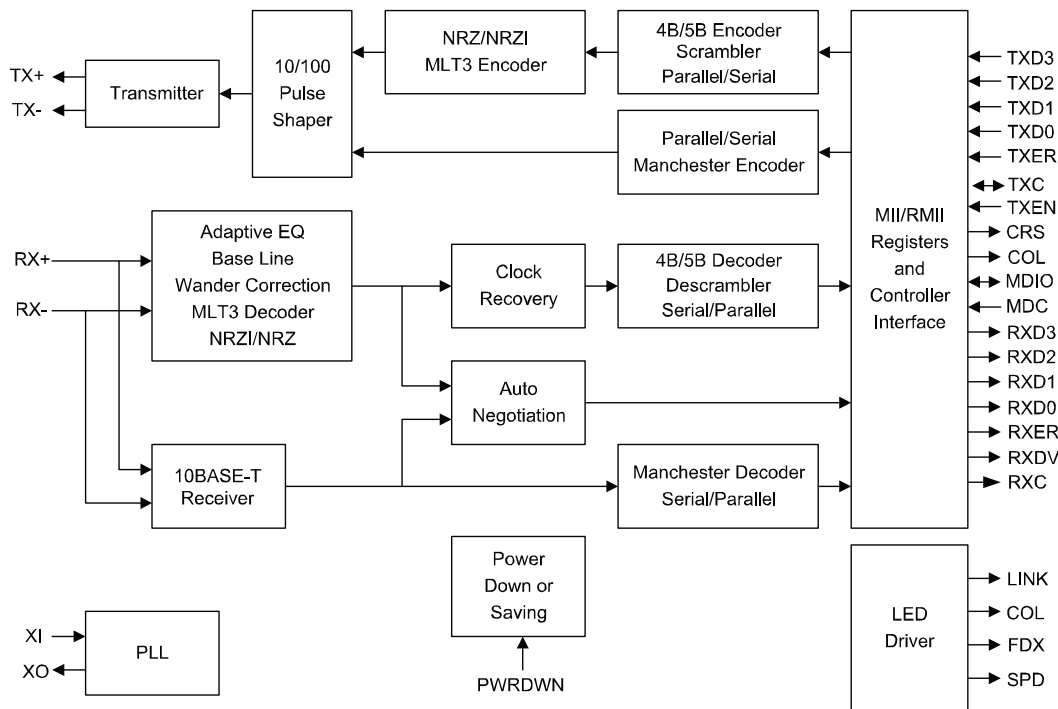 TX+
TX-
Transmitter
10/100
Pulse
Shaper
NRZ/NRZI
MLT3 Encoder
4B/5B Encoder
Scrambler
Parallel/Serial
Parallel/Serial
Manchester Encoder
RX+
RX-
Adaptive EQ
Base Line
Wander Correction
MLT3 Decoder
NRZI/NRZ
Clock
Recovery
4B/5B Decoder
Descrambler
Serial/Parallel
Auto
Negotiation
10BASE-T
Receiver
Manchester Decoder
Serial/Parallel
MII/RMII
Registers
and
Controller
Interface
TXD3
TXD2
TXD1
TXD0
TXER
TXC
TXEN
CRS
COL
MDIO
MDC
RXD3
RXD2
RXD1
RXD0
RXER
RXDV
RXC
XI
XO
PLL
Power
Down or
Saving
PWRDWN
LED
Driver
LINK
COL
FDX
SPD